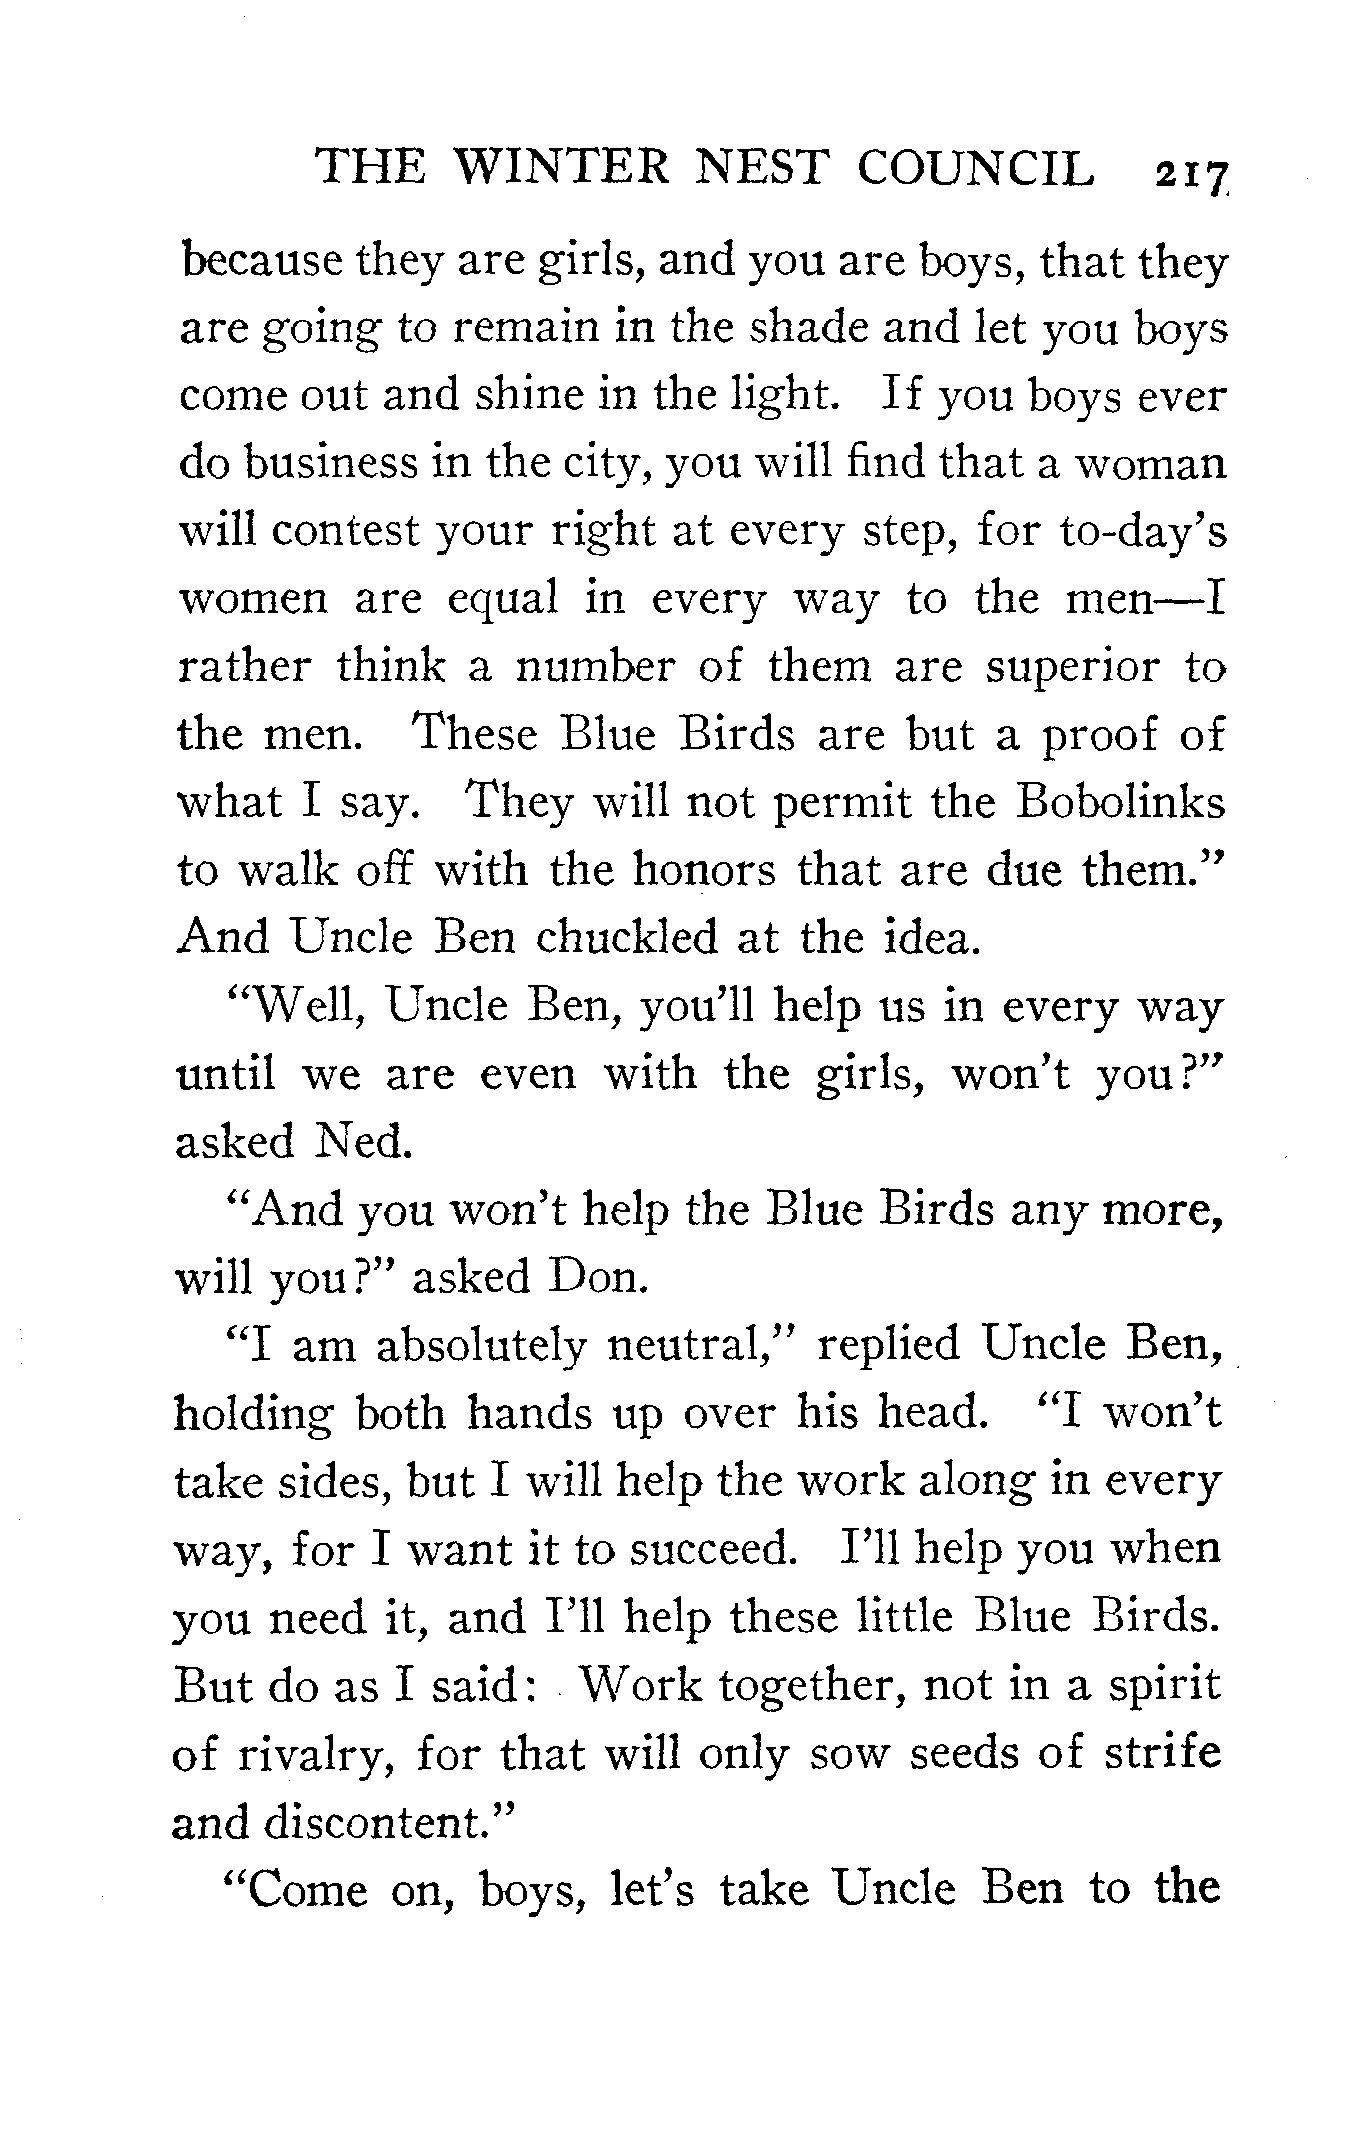 THE WINTER NEST COUNCIL 217
because they are girls, and you are boys, that they
are going to remain in the shade and let you boys
come out and shine in the light. If you boys ever
do business in the city, you will find that a woman
will contest your right at every step, for to-day's
women are equal in every way to the men—I
rather think a number of them are superior to
the men. These Blue Birds are but a proof of
what I say. They will not permit the Bobolinks
to walk off with the honors that are due them."
And Uncle Ben chuckled at the idea.
"Well, Uncle Ben, you'll help us in every way
until we are even with the girls, won't you?"
asked Ned.
"And you won't help the Blue Birds any more,
will you?" asked Don.
"I am absolutely neutral," replied Uncle Ben,
holding both hands up over his head. "I won't
take sides, but I will help the work along in every
way, for I want it to succeed. I'll help you when
you need it, and I'll help these little Blue Birds.
But do as I said: Work together, not in a spirit
of rivalry, for that will only sow seeds of strife
and discontent."
"Come on, boys, let's take Uncle Ben to the